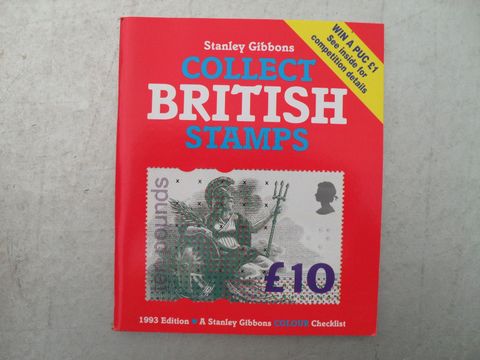 Stanley Gibbons
COLLECT
BRITISH
STAMPS
WIN A PUC £1
See inside for
competition details
ten pounds
£10
1993 Edition • A Stanley Gibbons COLOUR Checklist